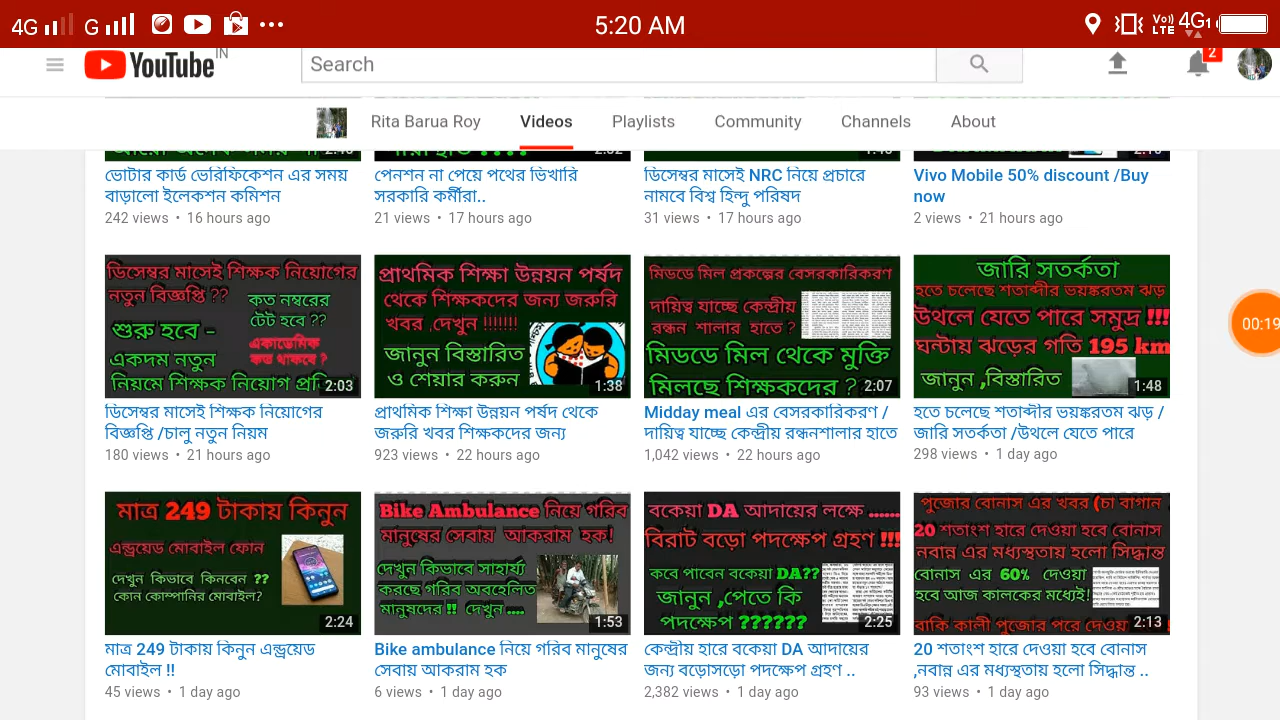 4G G 5:20 AM Vo)) LTE 4G 1
YouTube IN Search 2
Rita Barua Roy Videos Playlists Community Channels About
ভোটার কার্ড ভেরিফিকেশন এর সময়
বাড়ালো ইলেকশন কমিশন
242 views • 16 hours ago
পেনশন না পেয়ে পথের ভিখারি
সরকারি কর্মীরা..
21 views • 17 hours ago
ডিসেম্বর মাসেই NRC নিয়ে প্রচারে
নামবে বিশ্ব হিন্দু পরিষদ
31 views • 17 hours ago
Vivo Mobile 50% discount /Buy
now
2 views • 21 hours ago
00:19
ডিসেম্বর মাসেই শিক্ষক নিয়োগের
নতুন বিজ্ঞপ্তি ??
কত নম্বরের
টেট হবে ??
শুরু হবে -
একাডেমিক
কত থাকবে ?
একদম নতুন
নিয়মে শিক্ষক নিয়োগ
2:03
ডিসেম্বর মাসেই শিক্ষক নিয়োগের
বিজ্ঞপ্তি /চালু নতুন নিয়ম
180 views • 21 hours ago
প্রাথমিক শিক্ষা উন্নয়ন পর্ষদ
থেকে শিক্ষকদের জন্য জরুরি
খবর ,দেখুন !!!!!!!
জানুন বিস্তারিত
ও শেয়ার করুন
1:38
প্রাথমিক শিক্ষা উন্নয়ন পর্ষদ থেকে
জরুরি খবর শিক্ষকদের জন্য
923 views • 22 hours ago
মিডডে মিল প্রকল্পের বেসরকারিকরণ
দায়িত্ব যাচ্ছে কেন্দ্রীয়
রন্ধন শালার হাতে ?
মিডডে মিল থেকে মুক্তি
মিলছে শিক্ষকদের ?
2:07
Midday meal এর বেসরকারিকরণ /
দায়িত্ব যাচ্ছে কেন্দ্রীয় রন্ধনশালার হাতে
1,042 views • 22 hours ago
জারি সতর্কতা
হতে চলেছে শতাব্দীর ভয়ঙ্করতম ঝড়
উথলে যেতে পারে সমুদ্র !!!
ঘন্টায় ঝড়ের গতি 195 km
জানুন ,বিস্তারিত
1:48
হতে চলেছে শতাব্দীর ভয়ঙ্করতম ঝড় /
জারি সতর্কতা /উথলে যেতে পারে
298 views • 1 day ago
মাত্র 249 টাকায় কিনুন
এন্ড্রয়েড মোবাইল ফোন
দেখুন কিভাবে কিনবেন ??
কোন কোম্পানির মোবাইল?
2:24
মাত্র 249 টাকায় কিনুন এন্ড্রয়েড
মোবাইল !!
45 views • 1 day ago
Bike Ambulance নিয়ে গরিব
মানুষের সেবায় আকরাম হক!
দেখুন কিভাবে সাহার্য্য
করছেন অবহেলিত
মানুষদের !! দেখুন ....
1:53
Bike ambulance নিয়ে গরিব মানুষের
সেবায় আকরাম হক
6 views • 1 day ago
বকেয়া DA আদায়ের লক্ষে ......
বিরাট বড়ো পদক্ষেপ গ্রহণ !!!
কবে পাবেন বকেয়া DA??
জানুন ,পেতে কি
পদক্ষেপ ??????
2:25
কেন্দ্রীয় হারে বকেয়া DA আদায়ের
জন্য বড়োসড়ো পদক্ষেপ গ্রহণ ..
2,382 views • 1 day ago
পুজোর বোনাস এর খবর (চা বাগান
20 শতাংশ হারে দেওয়া হবে বোনাস
নবান্ন এর মধ্যস্থতায় হলো সিদ্ধান্ত
বোনাস এর 60% দেওয়া
হবে আজ কালকের মধ্যেই!
বাকি কালী পুজোর পরে দেওয়া
2:13
20 শতাংশ হারে দেওয়া হবে বোনাস
,নবান্ন এর মধ্যস্থতায় হলো সিদ্ধান্ত ..
93 views • 1 day ago